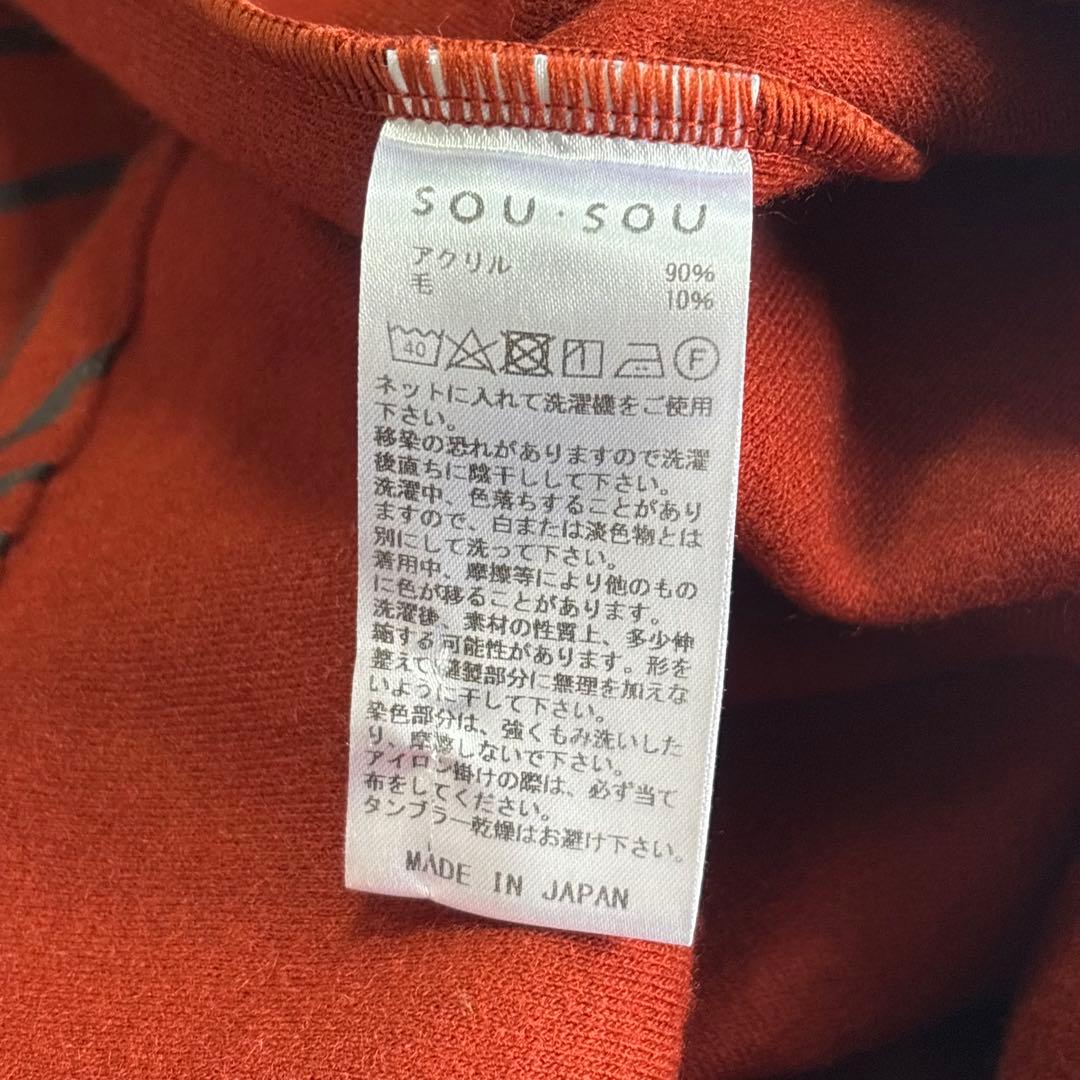 SOU・SOU
アクリル 90%
毛 10%
40 F
ネットに入れて洗濯機をご使用
下さい。
移染の恐れがありますので洗濯
後直ちに陰干しして下さい。
洗濯中、色落ちすることがあり
ますので、白または淡色物とは
別にして洗って下さい。
着用中、摩擦等により他のもの
に色が移ることがあります。
洗濯後、素材の性質上、多少伸
縮する可能性があります。形を
整えて縫製部分に無理を加えな
いように干して下さい。
染色部分は、強くもみ洗いした
り、摩擦しないで下さい。
アイロン掛けの際は、必ず当て
布をしてください。
タンブラー乾燥はお避け下さい。
MADE IN JAPAN